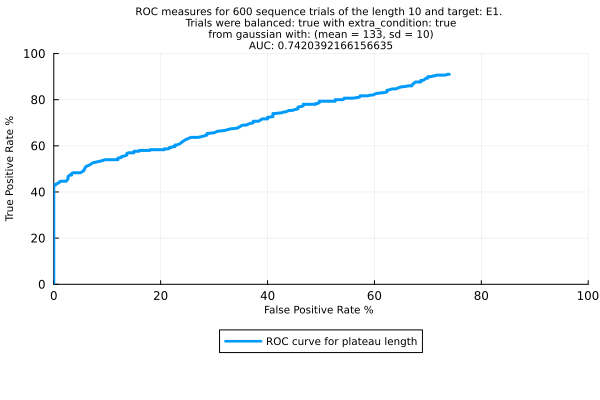 ROC measures for 600 sequence trials of the length 10 and target: E1.
Trials were balanced: true with extra_condition: true
from gaussian with: (mean = 133, sd = 10)
AUC: 0.7420392166156635
100
80
60
40
20
0
True Positive Rate %
0 20 40 60 80 100
False Positive Rate %
ROC curve for plateau length